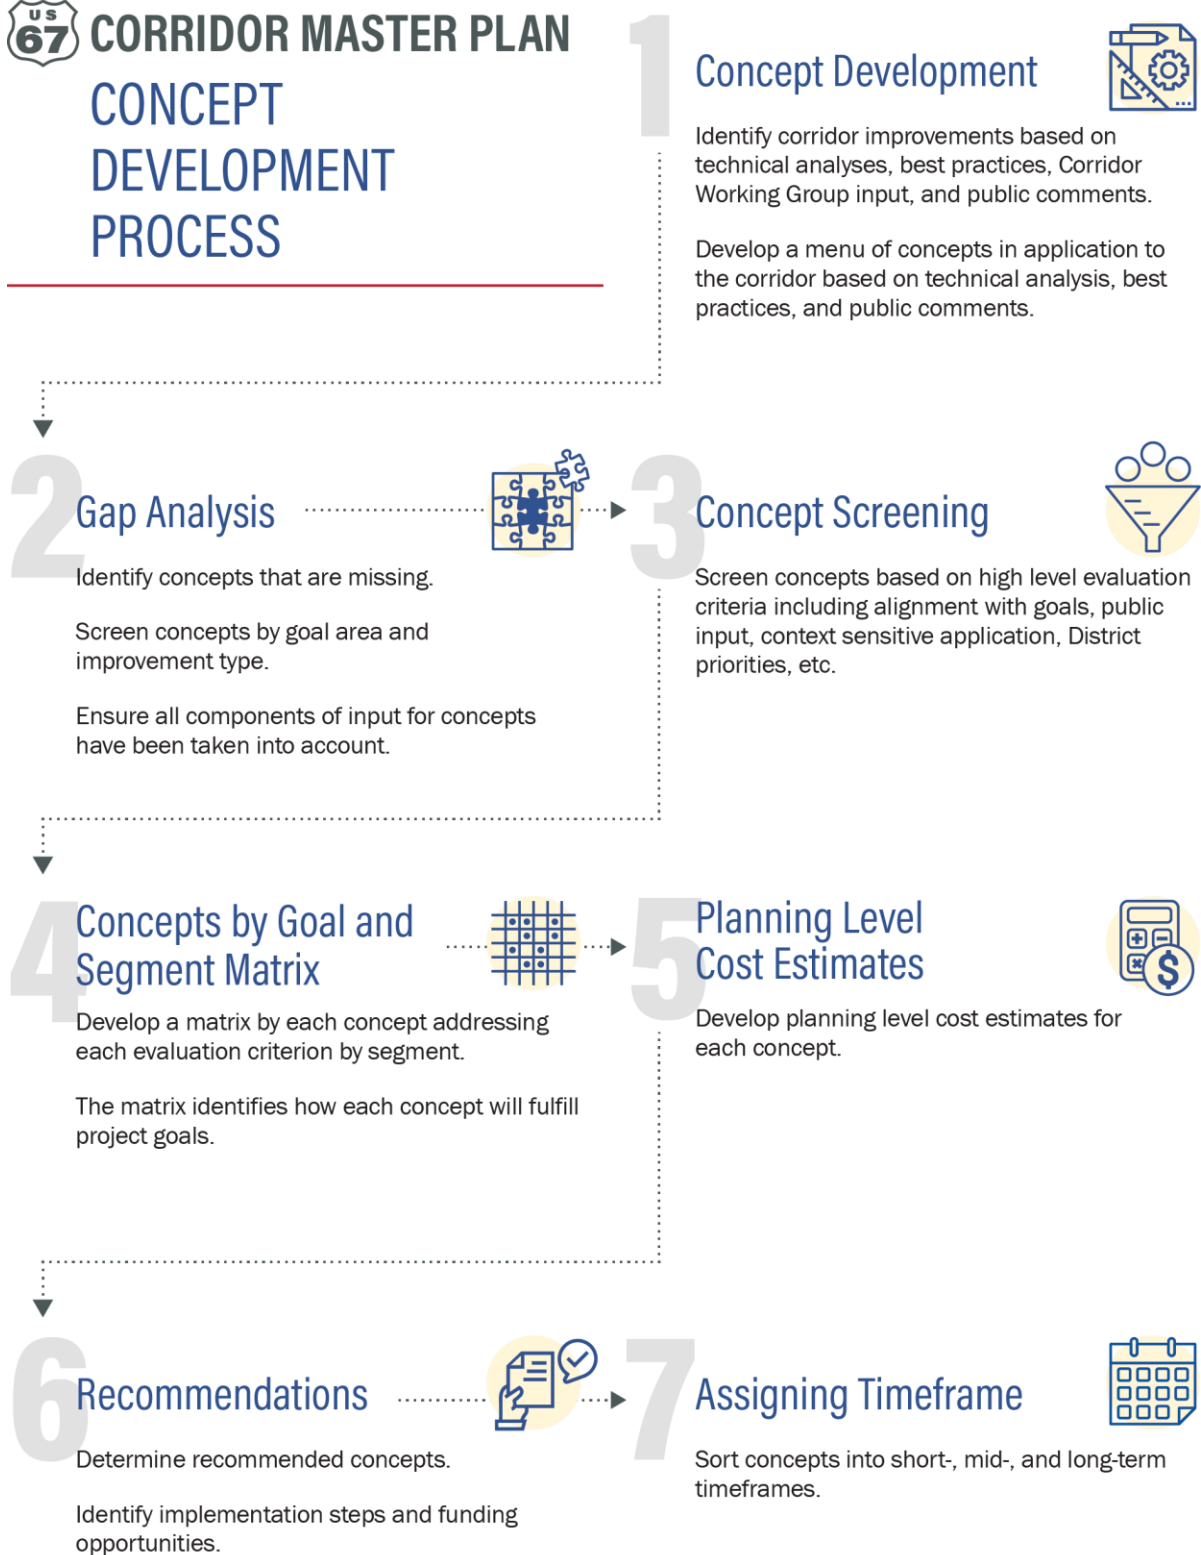 US
67
CORRIDOR MASTER PLAN
CONCEPT
DEVELOPMENT
PROCESS
1
Concept Development
Identify corridor improvements based on
technical analyses, best practices, Corridor
Working Group input, and public comments.
Develop a menu of concepts in application to
the corridor based on technical analysis, best
practices, and public comments.
2
Gap Analysis
Identify concepts that are missing.
Screen concepts by goal area and
improvement type.
Ensure all components of input for concepts
have been taken into account.
3
Concept Screening
Screen concepts based on high level evaluation
criteria including alignment with goals, public
input, context sensitive application, District
priorities, etc.
4
Concepts by Goal and
Segment Matrix
Develop a matrix by each concept addressing
each evaluation criterion by segment.
The matrix identifies how each concept will fulfill
project goals.
5
Planning Level
Cost Estimates
$
Develop planning level cost estimates for
each concept.
6
Recommendations
Determine recommended concepts.
Identify implementation steps and funding
opportunities.
7
Assigning Timeframe
Sort concepts into short-, mid-, and long-term
timeframes.